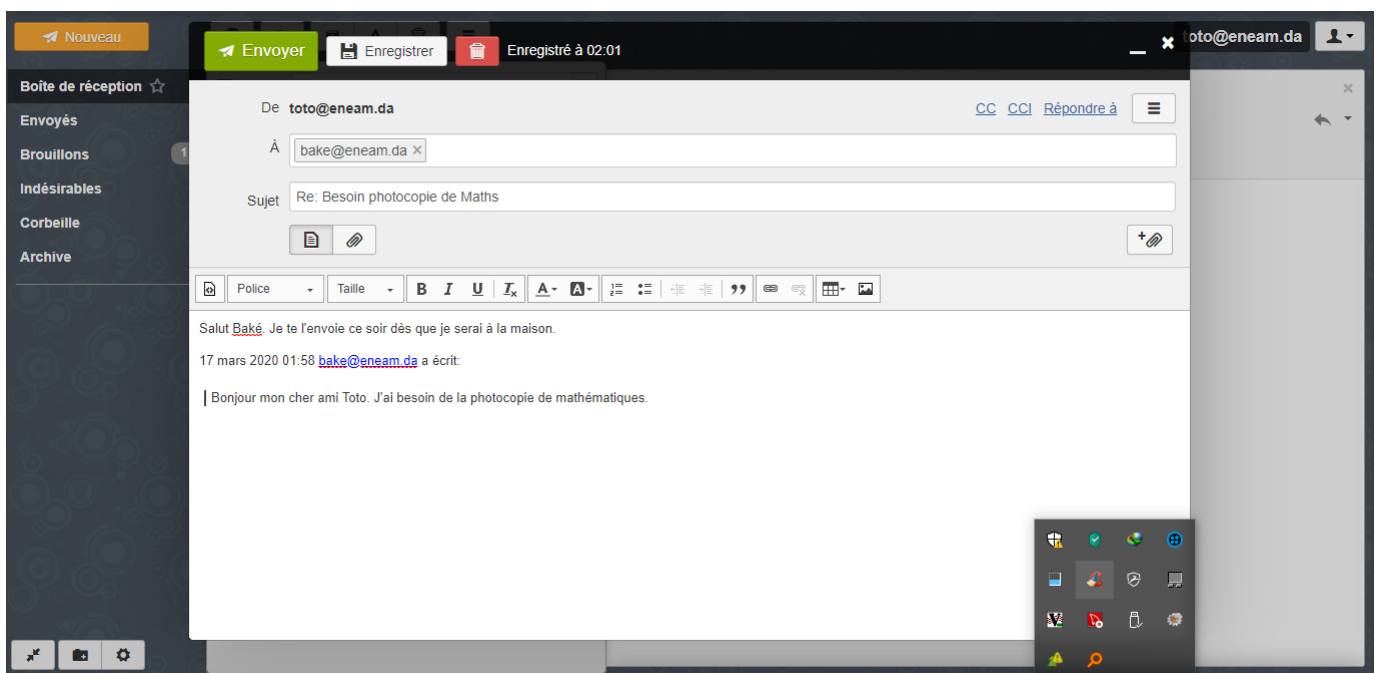 Nouveau
Envoyer
Enregistrer
Enregistré à 02:01
toto@eneam.da
Boîte de réception
Envoyés
Brouillons
1
Indésirables
Corbeille
Archive
De toto@eneam.da
CC CCI Répondre à
À bake@eneam.da
Sujet Re: Besoin photocopie de Maths
Police Taille B I U Ix A A
Salut Baké. Je te l'envoie ce soir dès que je serai à la maison.
17 mars 2020 01:58 bake@eneam.da a écrit:
Bonjour mon cher ami Toto. J'ai besoin de la photocopie de mathématiques.